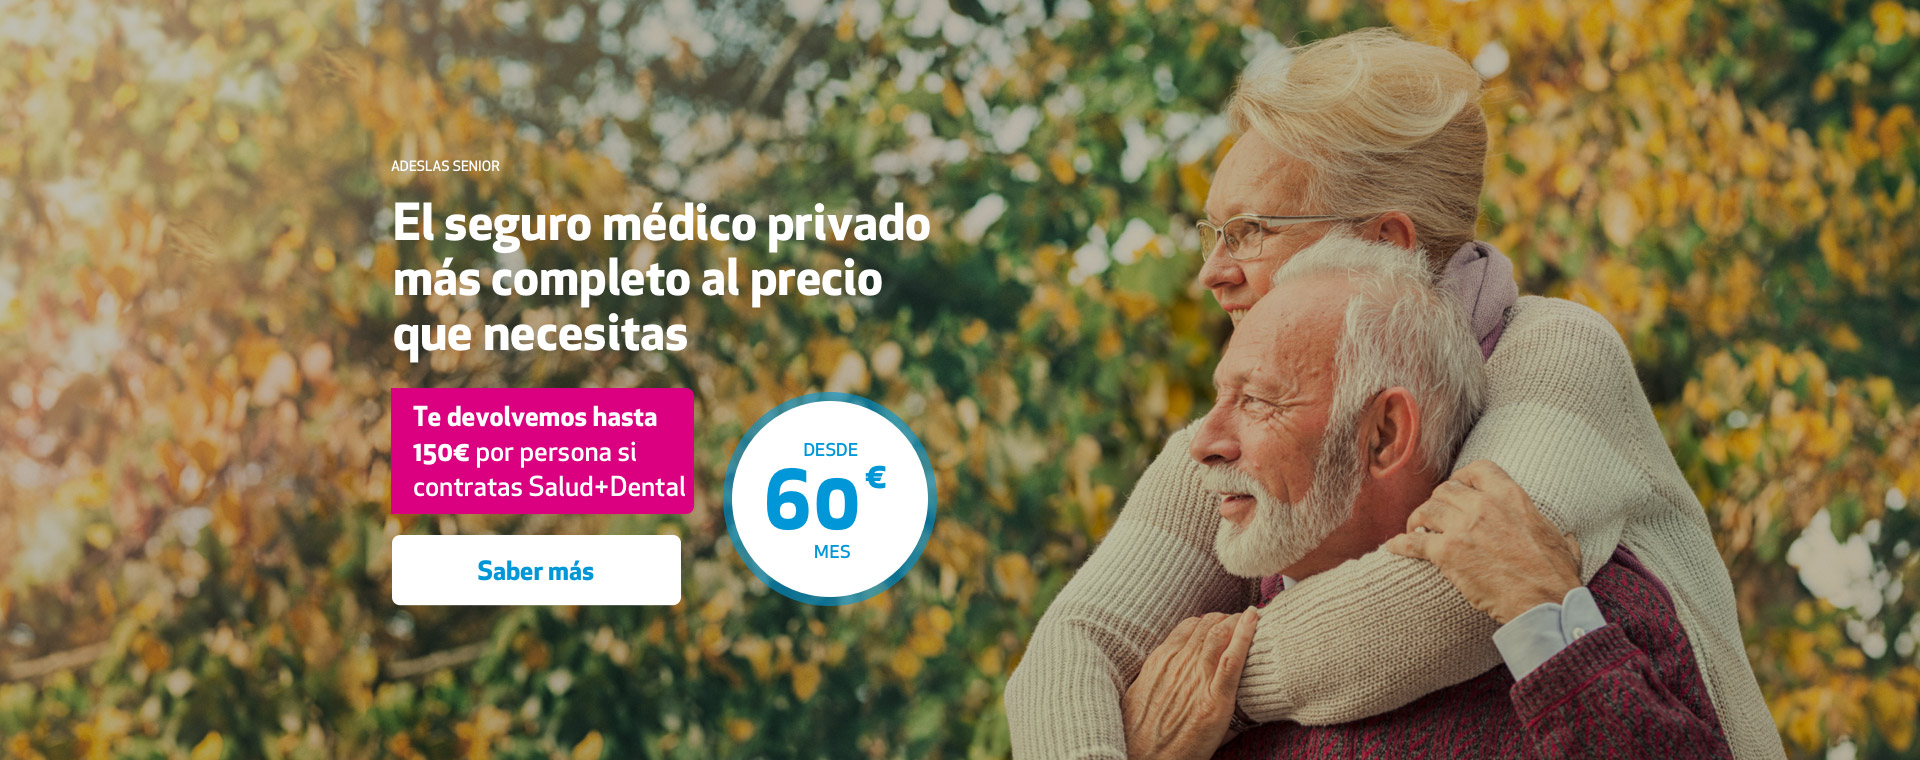 ADESLAS SENIOR
El seguro médico privado
más completo al precio
que necesitas
Te devolvemos hasta
150€ por persona si
contratas Salud+Dental
DESDE
60€
MES
Saber más